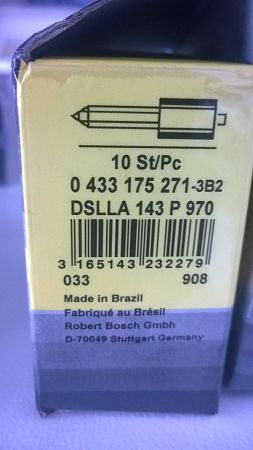 10 St/Pc
0 433 175 271-3B2
DSLLA 143 P 970
3 165143 232279
033 908
Made in Brazil
Fabriqué au Brésil
Robert Bosch Gmbh
D-70049 Stuttgart.Germany